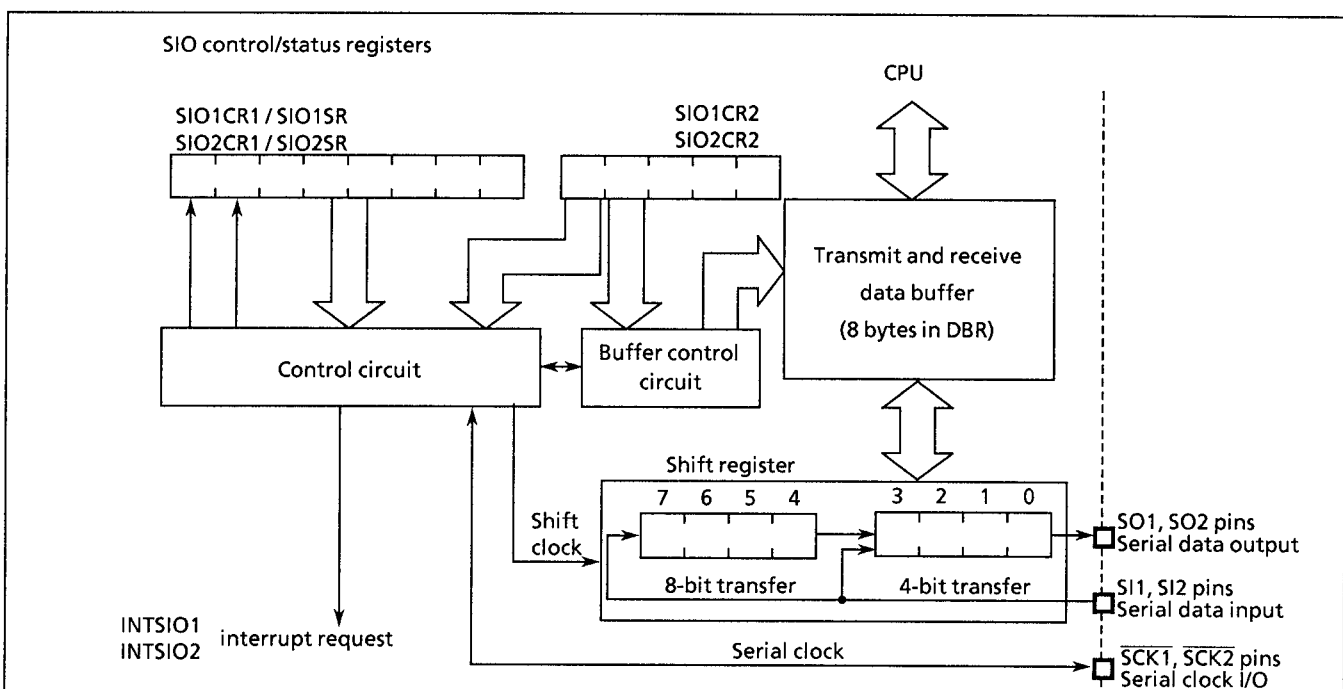 SIO control/status registers
CPU
SIO1CR1 / SIO1SR
SIO2CR1 / SIO2SR
SIO1CR2
SIO2CR2
Transmit and receive
data buffer
(8 bytes in DBR)
Control circuit
Buffer control
circuit
Shift register
7 6 5 4 3 2 1 0
Shift
clock
8-bit transfer
4-bit transfer
SO1, SO2 pins
Serial data output
SI1, SI2 pins
Serial data input
INTSIO1
INTSIO2
interrupt request
Serial clock
S̅C̅K̅1̅, S̅C̅K̅2̅ pins
Serial clock I/O